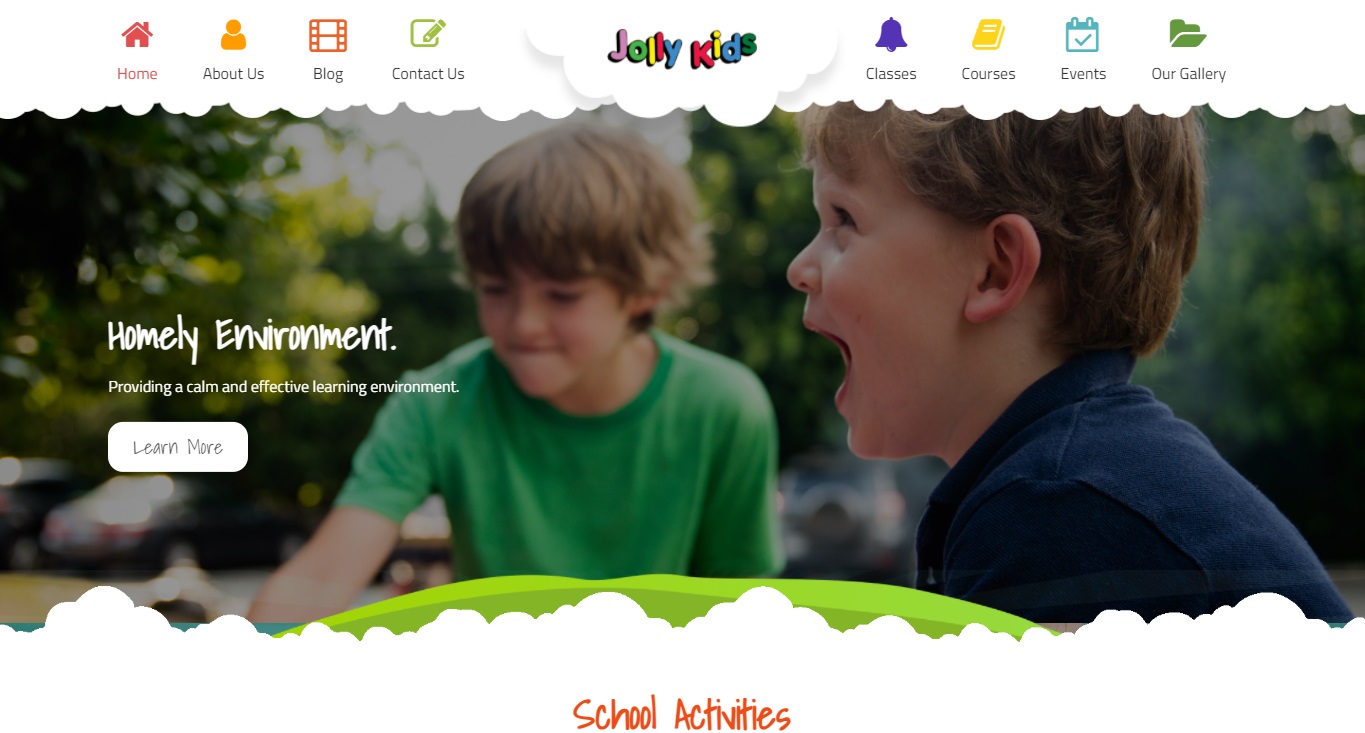 Home
About Us
Blog
Contact Us
Jolly Kids
Classes
Courses
Events
Our Gallery
Homely Environment.
Providing a calm and effective learning environment.
Learn More
School Activities